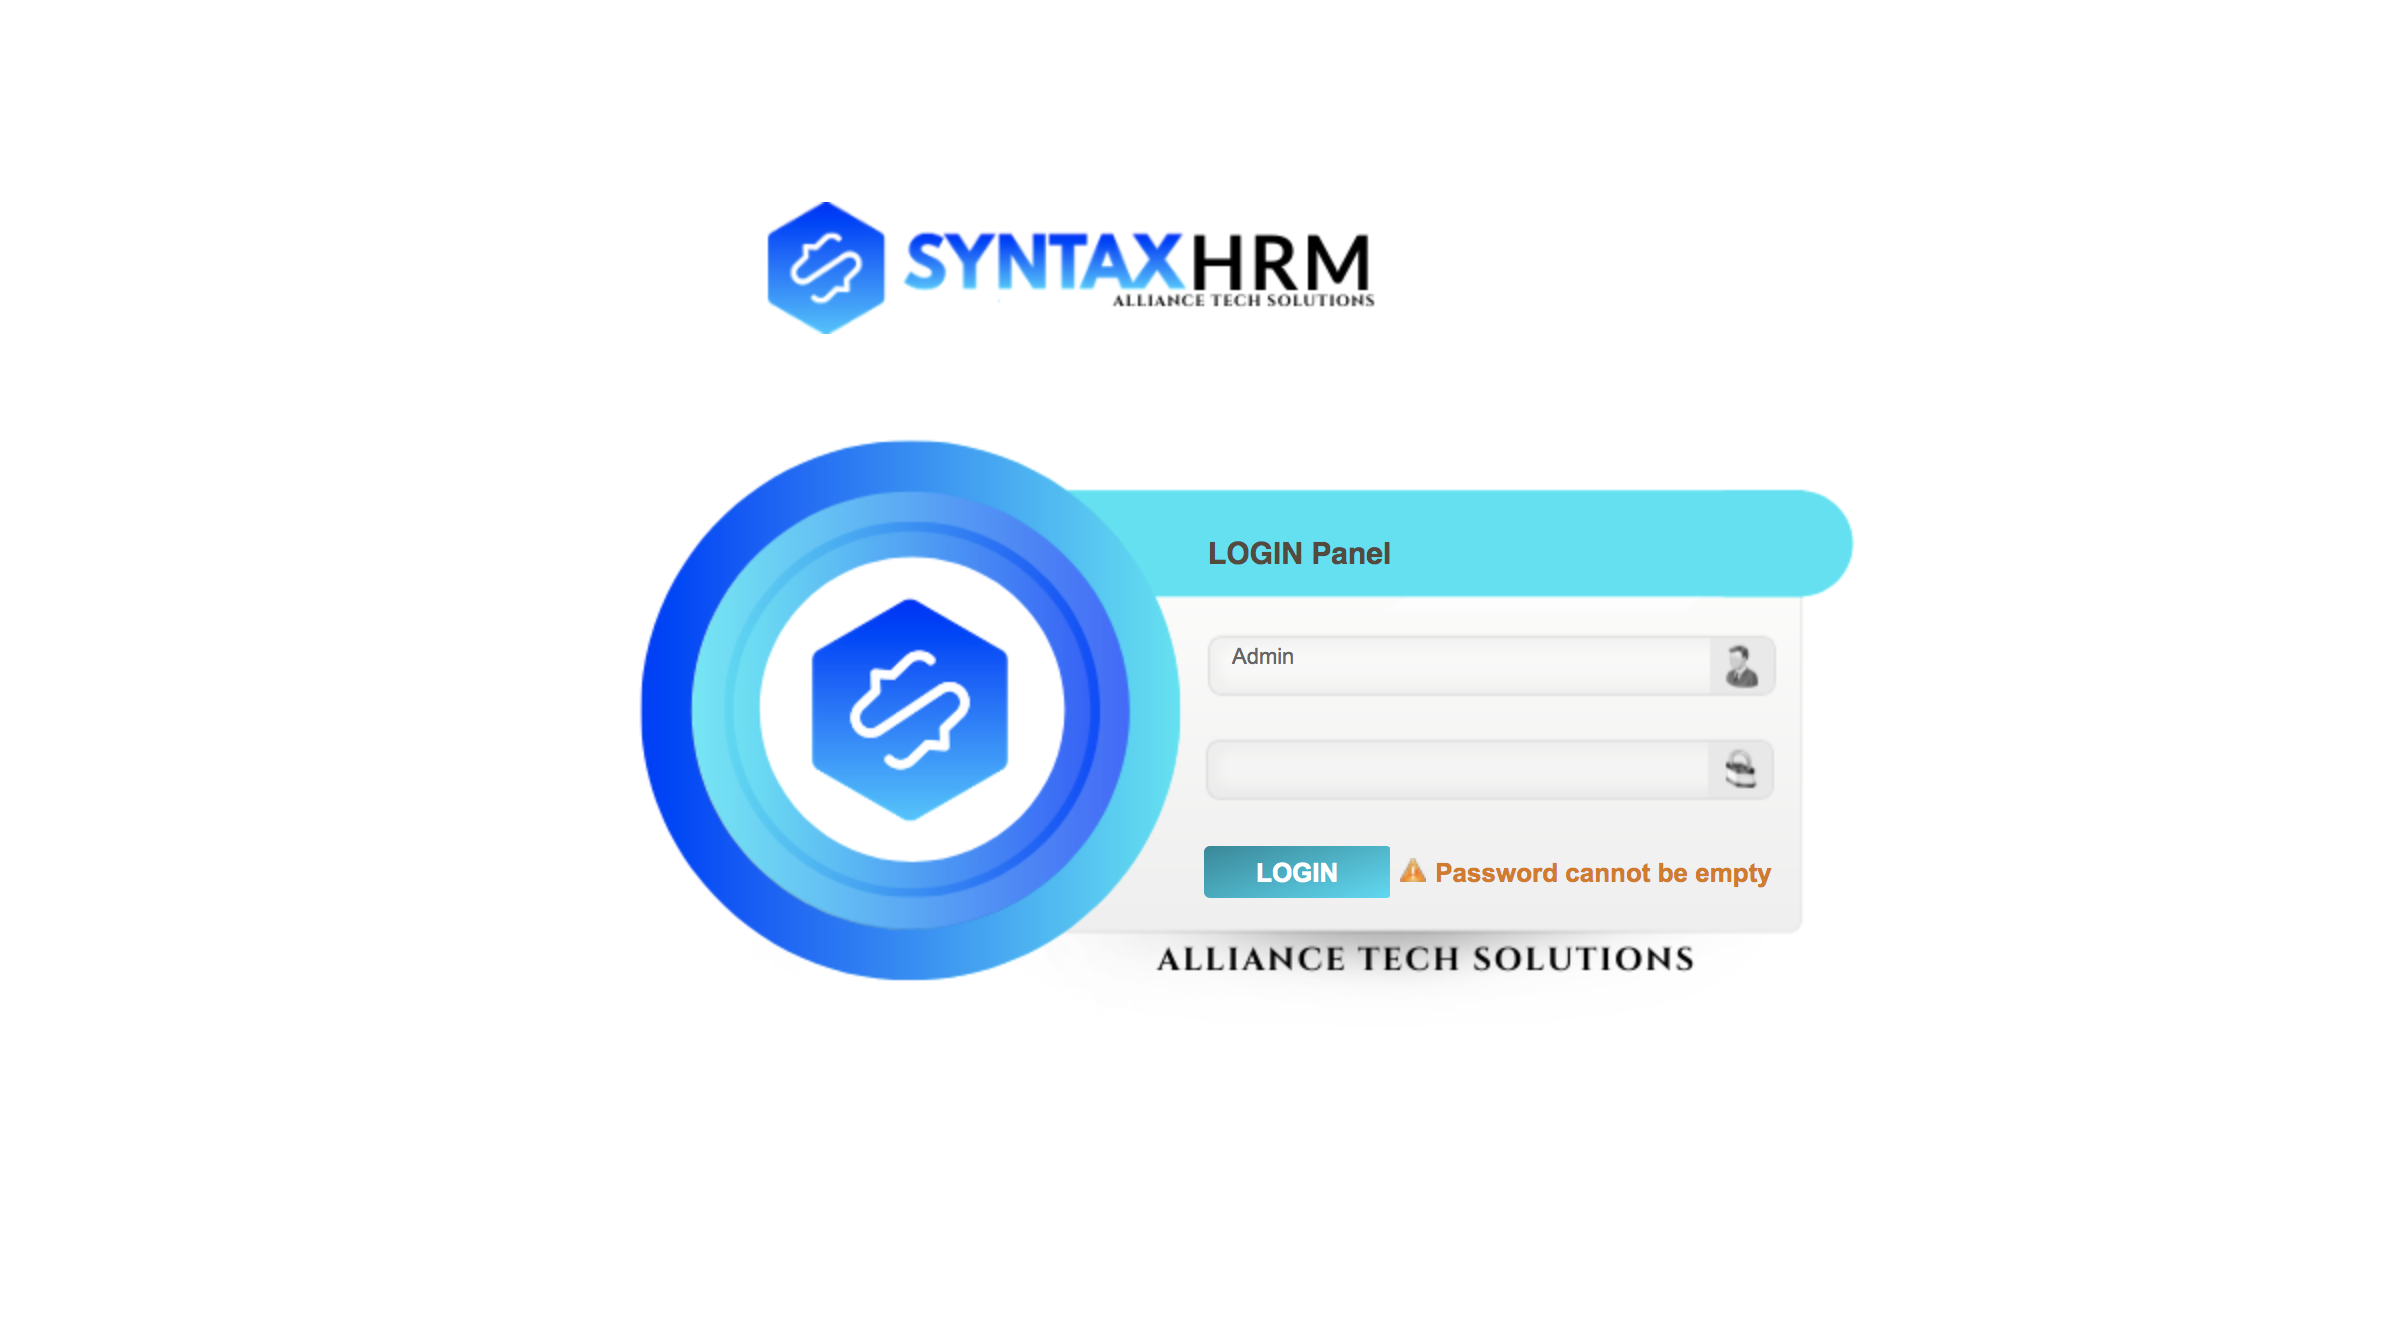 SYNTAXHRM
ALLIANCE TECH SOLUTIONS
LOGIN Panel
Admin
LOGIN
Password cannot be empty
ALLIANCE TECH SOLUTIONS